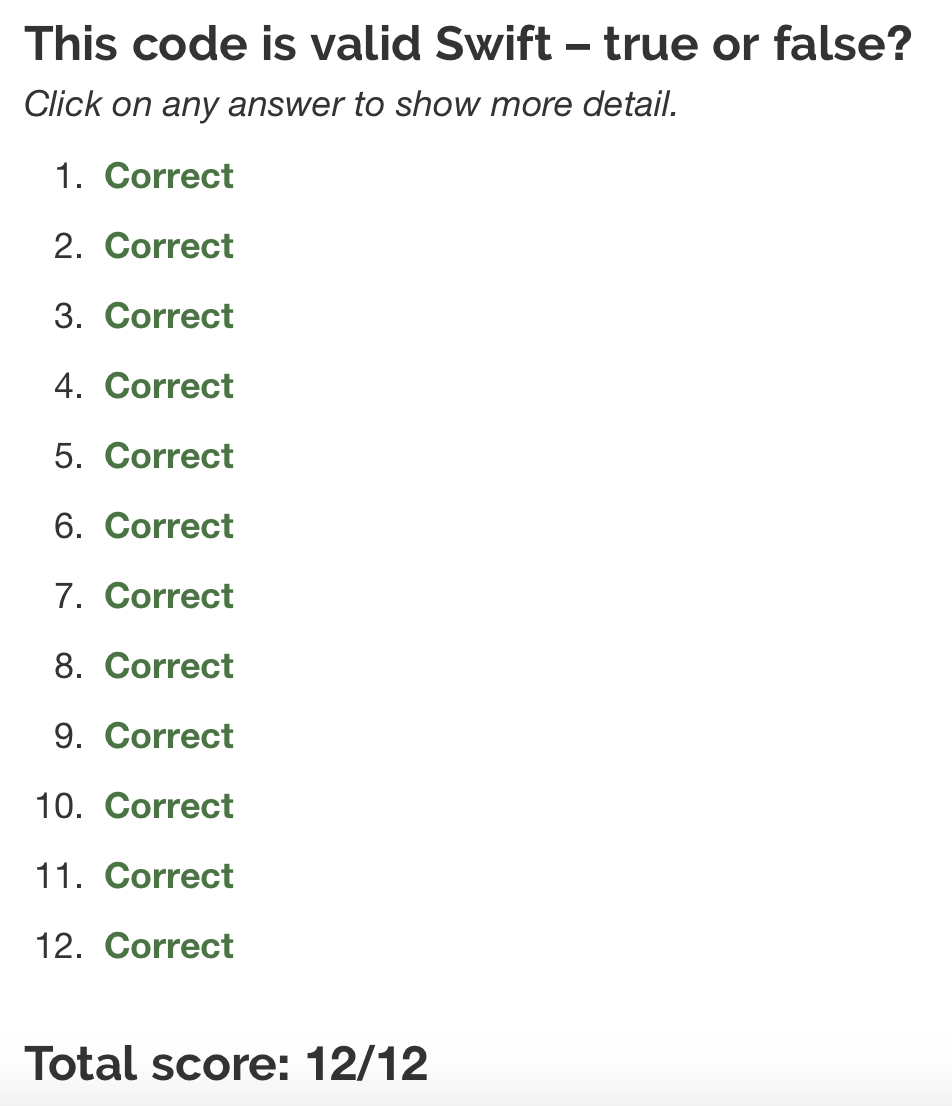 This code is valid Swift – true or false?
Click on any answer to show more detail.
1. Correct
2. Correct
3. Correct
4. Correct
5. Correct
6. Correct
7. Correct
8. Correct
9. Correct
10. Correct
11. Correct
12. Correct
Total score: 12/12